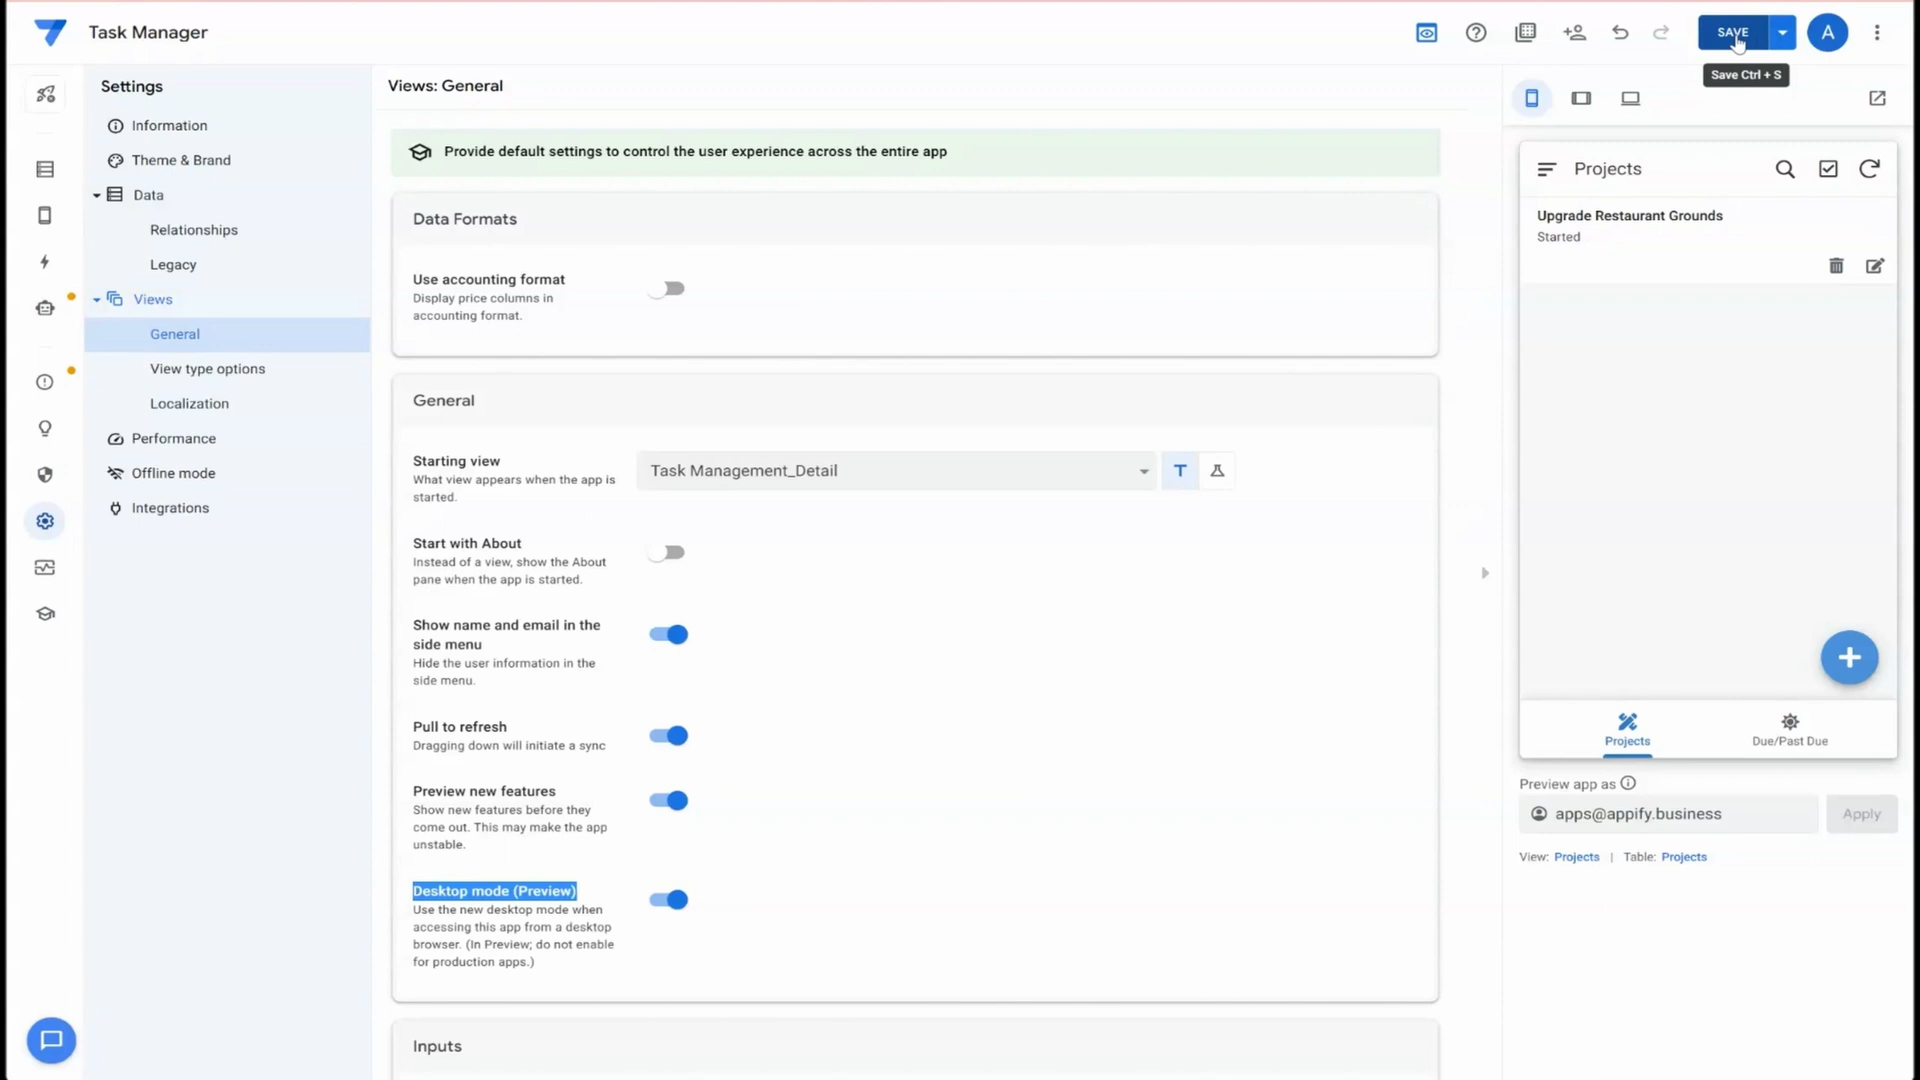 Task Manager
SAVE
A
Save Ctrl + S
Settings
Information
Theme & Brand
Data
Relationships
Legacy
Views
General
View type options
Localization
Performance
Offline mode
Integrations
Views: General
Provide default settings to control the user experience across the entire app
Data Formats
Use accounting format
Display price columns in
accounting format.
General
Starting view
What view appears when the app is
started.
Task Management_Detail
T
Start with About
Instead of a view, show the About
pane when the app is started.
Show name and email in the
side menu
Hide the user information in the
side menu.
Pull to refresh
Dragging down will initiate a sync
Preview new features
Show new features before they
come out. This may make the app
unstable.
Desktop mode (Preview)
Use the new desktop mode when
accessing this app from a desktop
browser. (In Preview; do not enable
for production apps.)
Inputs
Projects
Upgrade Restaurant Grounds
Started
Projects
Due/Past Due
Preview app as
apps@appify.business
Apply
View: Projects | Table: Projects